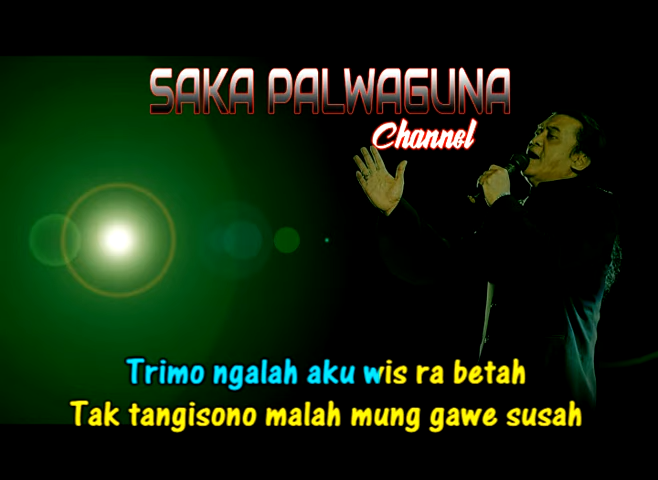 SAKA PALWAGUNA
Channel
Trimo ngalah aku wis ra betah
Tak tangisono malah mung gawe susah